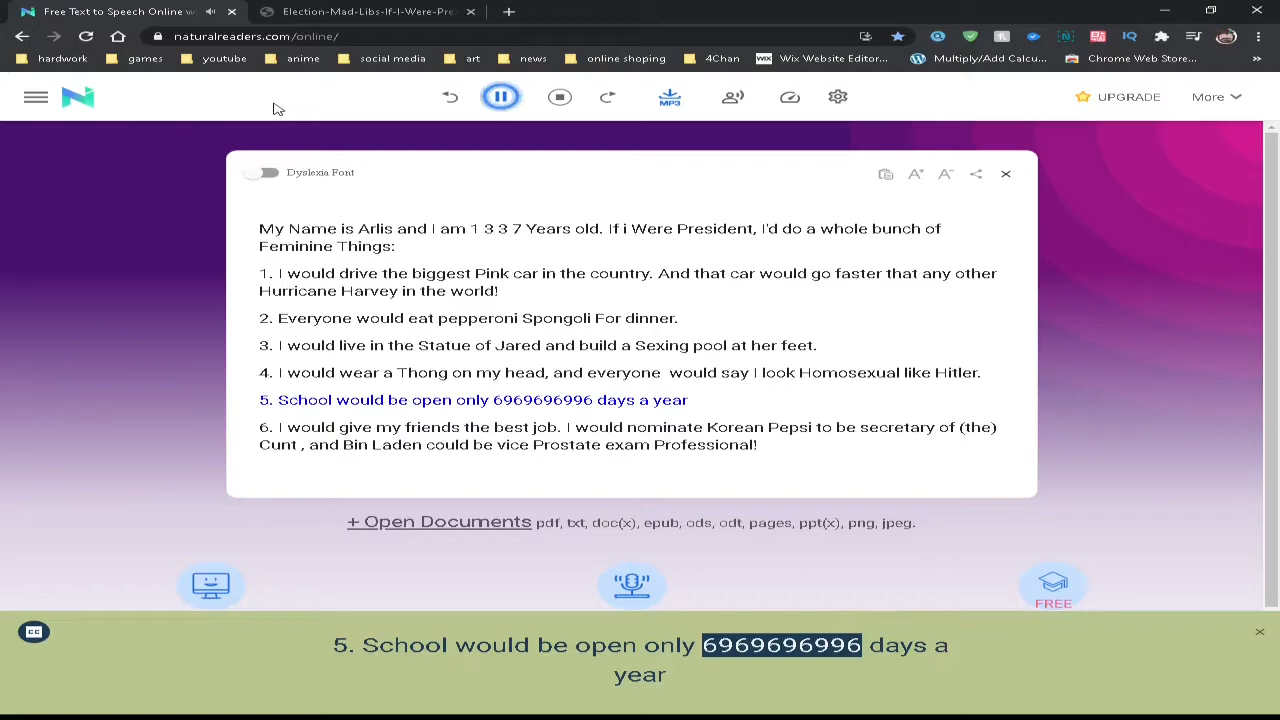 Free Text to Speech Online w
Election-Mad-Libs-If-I-Were-Pre
naturalreaders.com/online/
hardwork
games
youtube
anime
social media
art
news
online shoping
4Chan
WIX
Wix Website Editor...
Multiply/Add Calcu...
Chrome Web Store...
MP3
UPGRADE
More
Dyslexia Font
A+
A-
My Name is Arlis and I am 1 3 3 7 Years old. If i Were President, I'd do a whole bunch of
Feminine Things:
1. I would drive the biggest Pink car in the country. And that car would go faster that any other
Hurricane Harvey in the world!
2. Everyone would eat pepperoni Spongoli For dinner.
3. I would live in the Statue of Jared and build a Sexing pool at her feet.
4. I would wear a Thong on my head, and everyone  would say I look Homosexual like Hitler.
5. School would be open only 6969696996 days a year
6. I would give my friends the best job. I would nominate Korean Pepsi to be secretary of (the)
Cunt , and Bin Laden could be vice Prostate exam Professional!
+ Open Documents pdf, txt, doc(x), epub, ods, odt, pages, ppt(x), png, jpeg.
FREE
CC
5. School would be open only 6969696996 days a
year